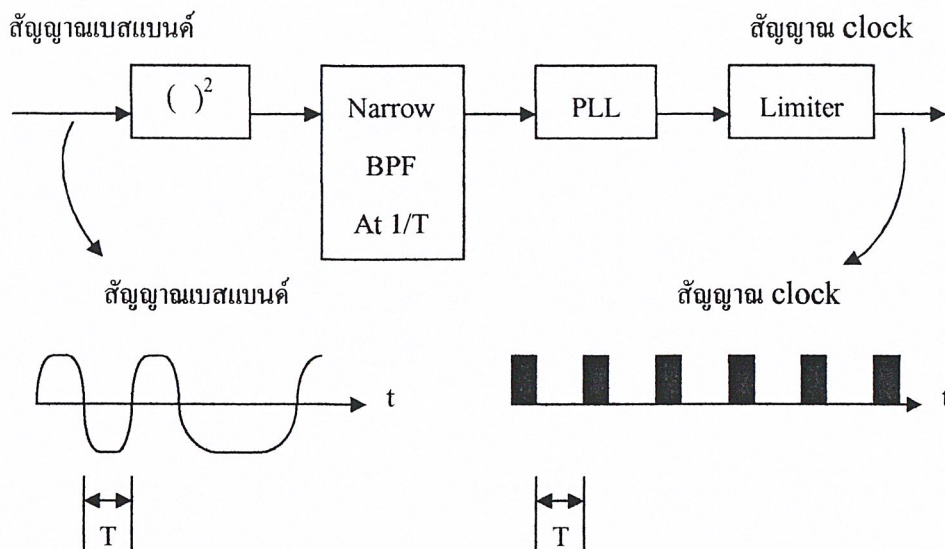 สัญญาณเบสแบนด์
สัญญาณ clock
( )²
Narrow
BPF
At 1/T
PLL
Limiter
สัญญาณเบสแบนด์
สัญญาณ clock
t
t
T
T